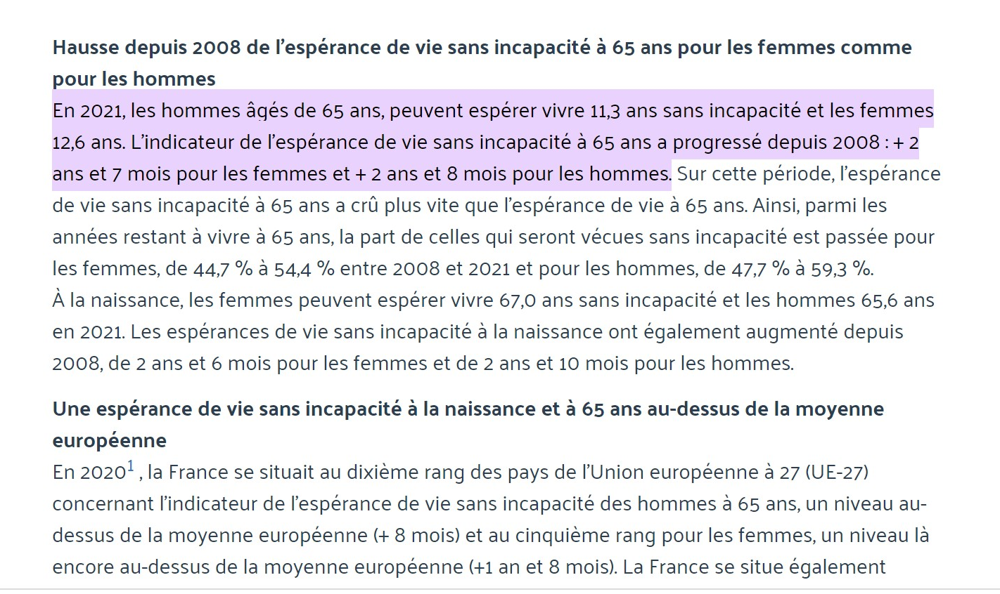 Hausse depuis 2008 de l’espérance de vie sans incapacité à 65 ans pour les femmes comme
pour les hommes
En 2021, les hommes âgés de 65 ans, peuvent espérer vivre 11,3 ans sans incapacité et les femmes
12,6 ans. L’indicateur de l’espérance de vie sans incapacité à 65 ans a progressé depuis 2008 : + 2
ans et 7 mois pour les femmes et + 2 ans et 8 mois pour les hommes. Sur cette période, l’espérance
de vie sans incapacité à 65 ans a crû plus vite que l’espérance de vie à 65 ans. Ainsi, parmi les
années restant à vivre à 65 ans, la part de celles qui seront vécues sans incapacité est passée pour
les femmes, de 44,7 % à 54,4 % entre 2008 et 2021 et pour les hommes, de 47,7 % à 59,3 %.
À la naissance, les femmes peuvent espérer vivre 67,0 ans sans incapacité et les hommes 65,6 ans
en 2021. Les espérances de vie sans incapacité à la naissance ont également augmenté depuis
2008, de 2 ans et 6 mois pour les femmes et de 2 ans et 10 mois pour les hommes.
Une espérance de vie sans incapacité à la naissance et à 65 ans au-dessus de la moyenne
européenne
En 2020¹ , la France se situait au dixième rang des pays de l’Union européenne à 27 (UE-27)
concernant l’indicateur de l’espérance de vie sans incapacité des hommes à 65 ans, un niveau au-
dessus de la moyenne européenne (+ 8 mois) et au cinquième rang pour les femmes, un niveau là
encore au-dessus de la moyenne européenne (+1 an et 8 mois). La France se situe également